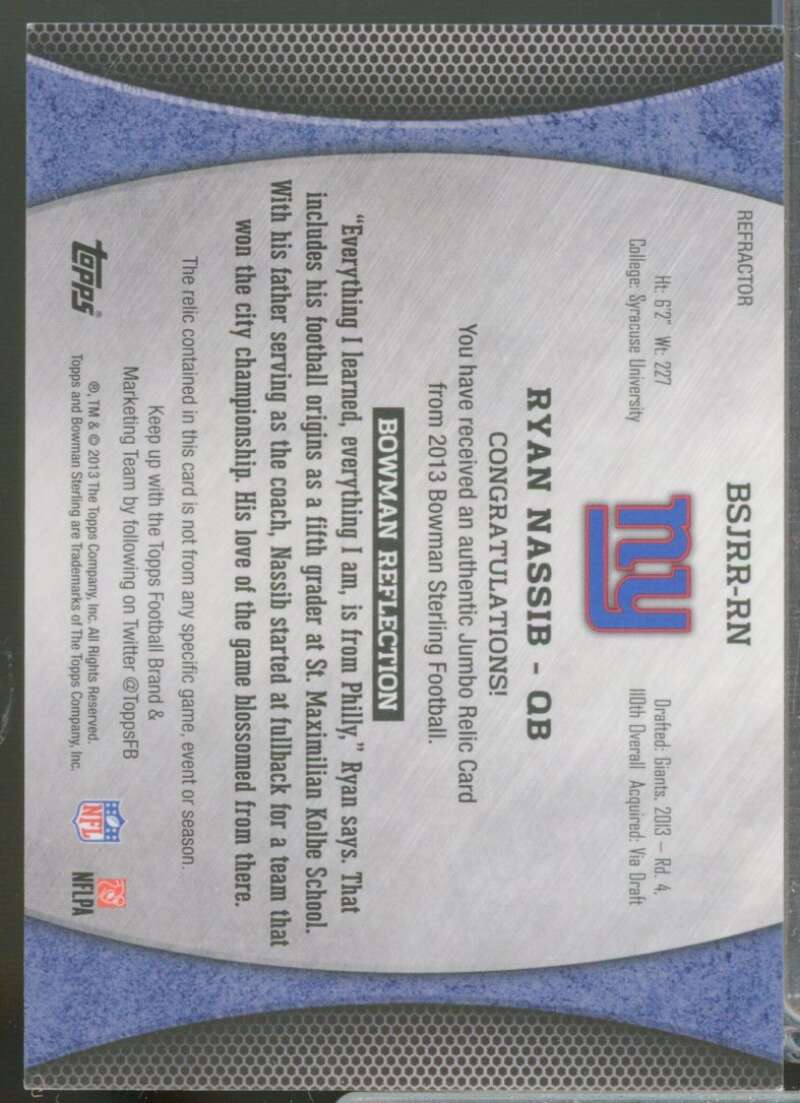 REFRACTOR
BSJRR-RN
Ht: 6'2" Wt: 227
College: Syracuse University
ny
Drafted: Giants, 2013 – Rd. 4,
110th Overall Acquired: Via Draft
RYAN NASSIB - QB
CONGRATULATIONS!
You have received an authentic Jumbo Relic Card
from 2013 Bowman Sterling Football.
BOWMAN REFLECTION
“Everything I learned, everything I am, is from Philly,” Ryan says. That
includes his football origins as a fifth grader at St. Maximilian Kolbe School.
With his father serving as the coach, Nassib started at fullback for a team that
won the city championship. His love of the game blossomed from there.
The relic contained in this card is not from any specific game, event or season.
Keep up with the Topps Football Brand &
Marketing Team by following on Twitter @ToppsFB
topps®
®, TM & © 2013 The Topps Company, Inc. All Rights Reserved.
Topps and Bowman Sterling are Trademarks of The Topps Company, Inc.
NFL
NFLPA